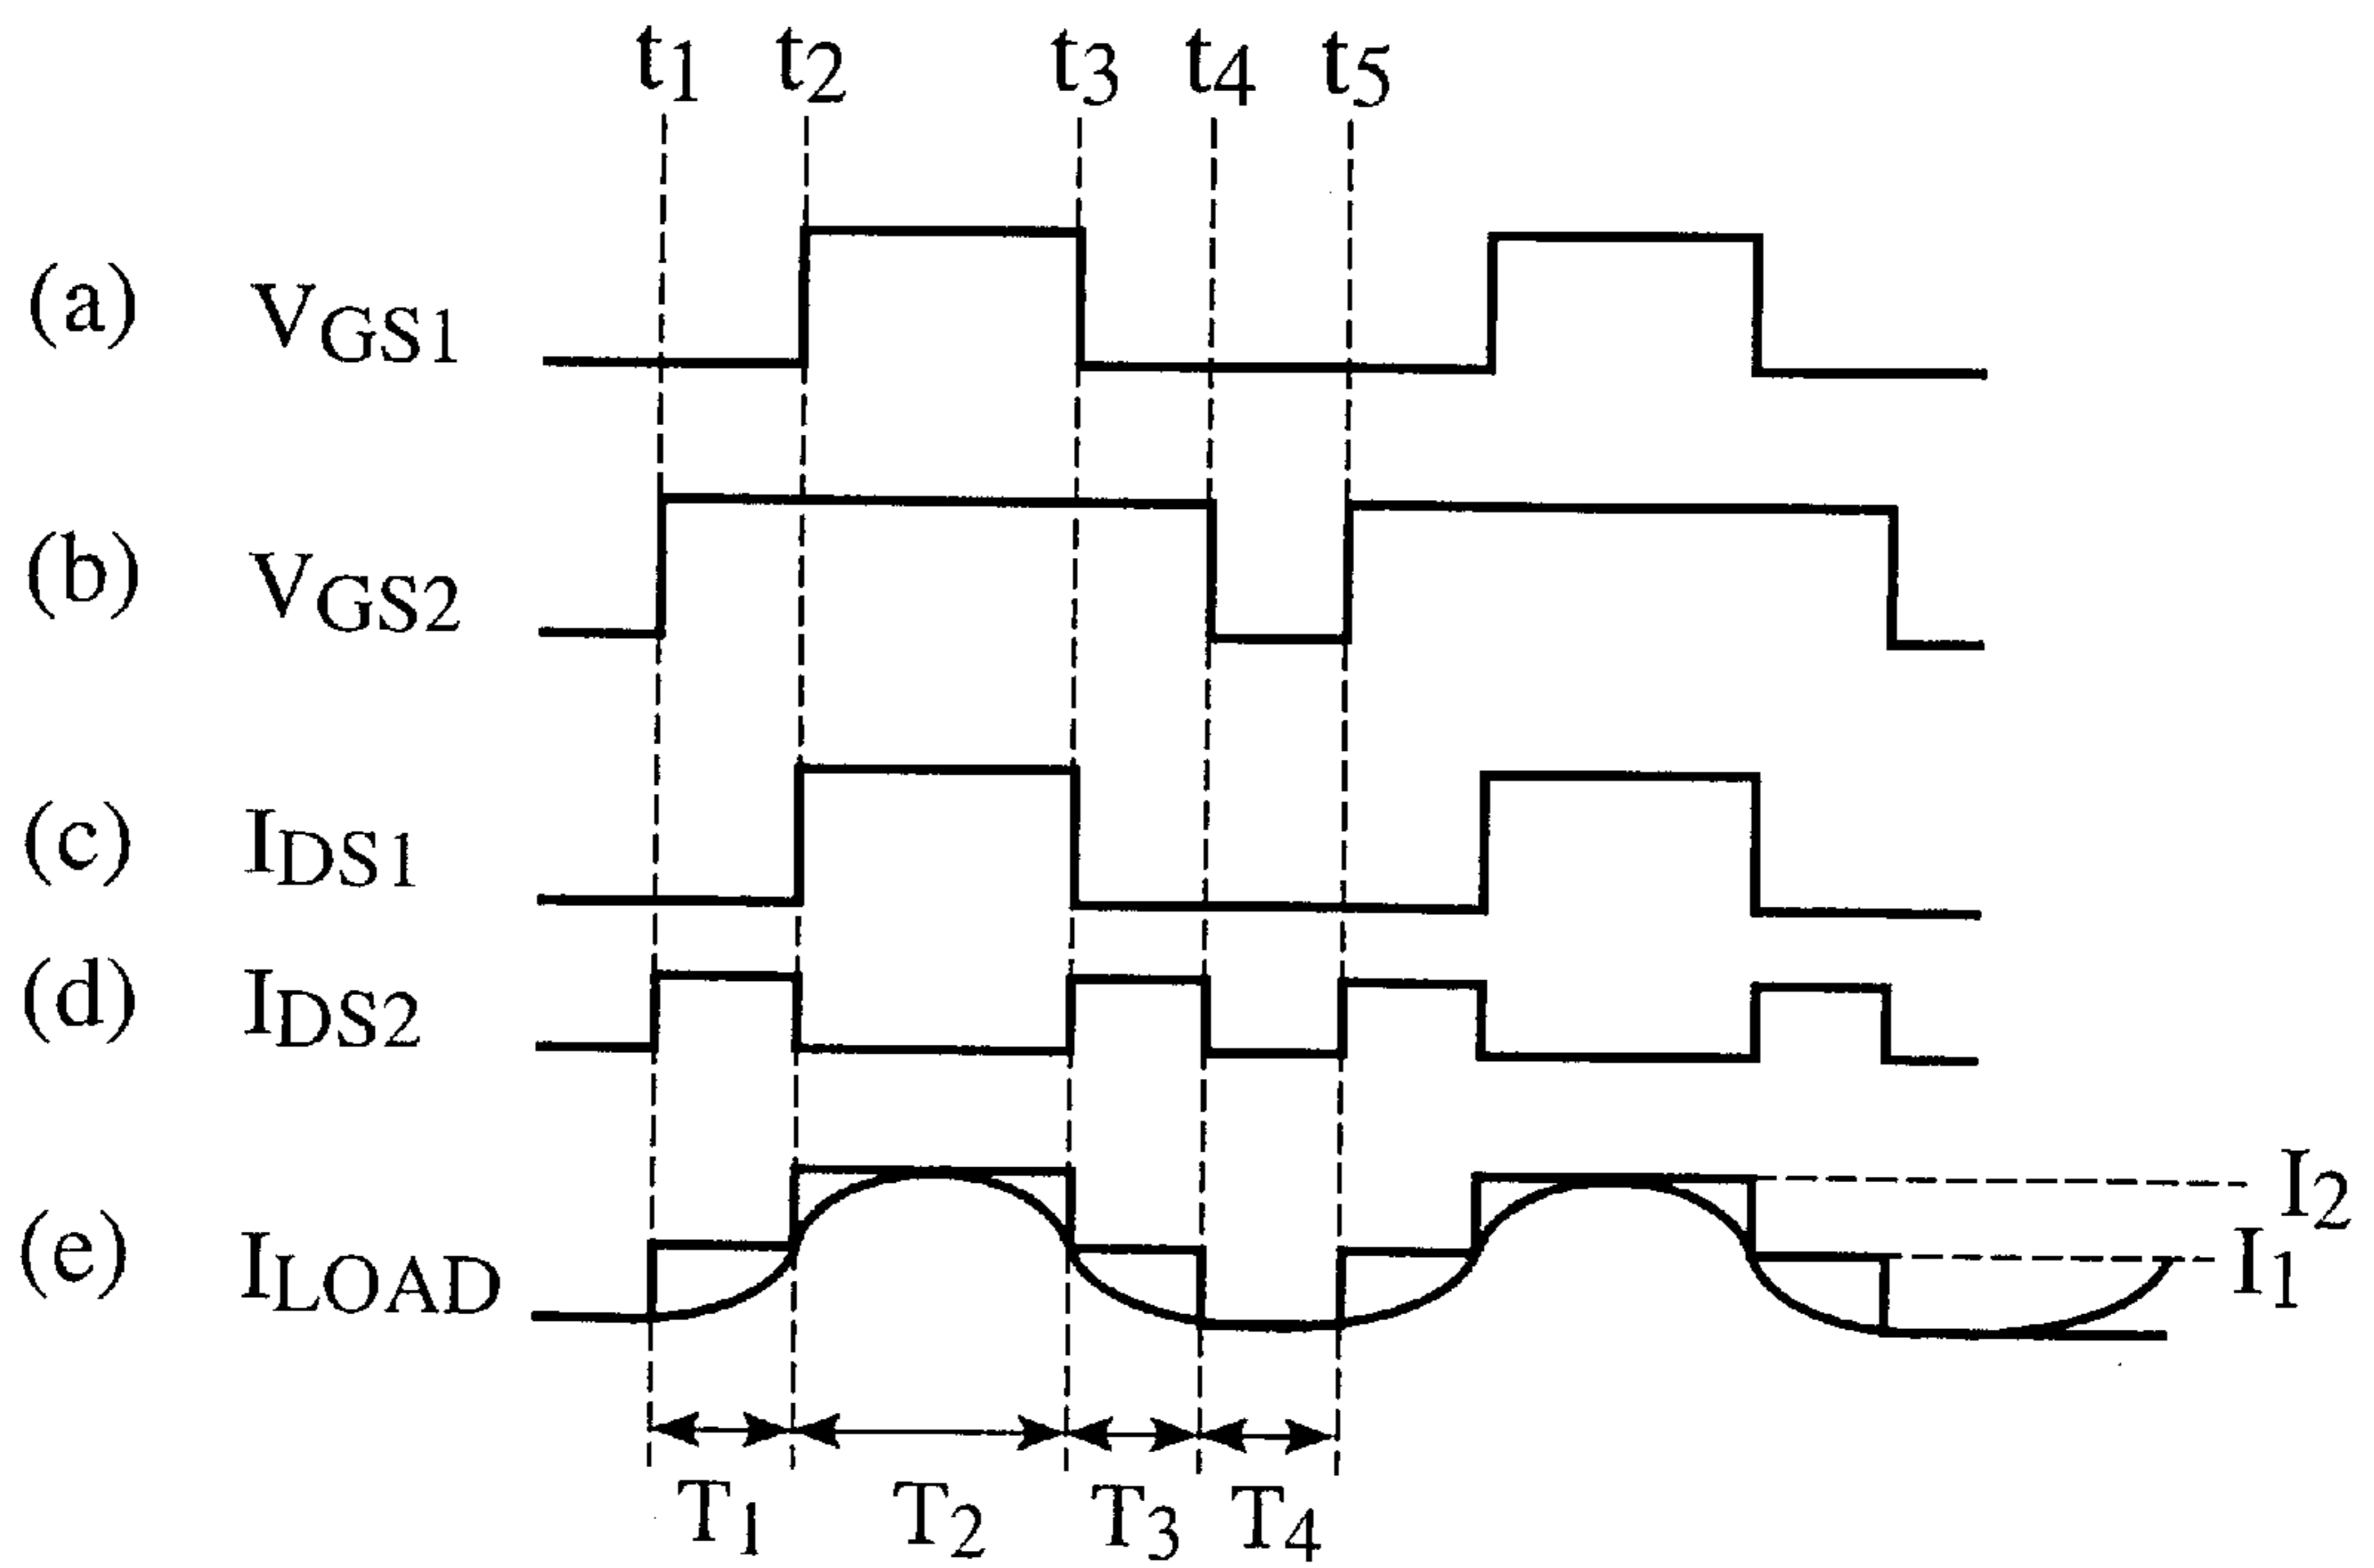 t1 t2 t3 t4 t5
(a) VGS1
(b) VGS2
(c) IDS1
(d) IDS2
(e) ILOAD
I2
I1
T1 T2 T3 T4